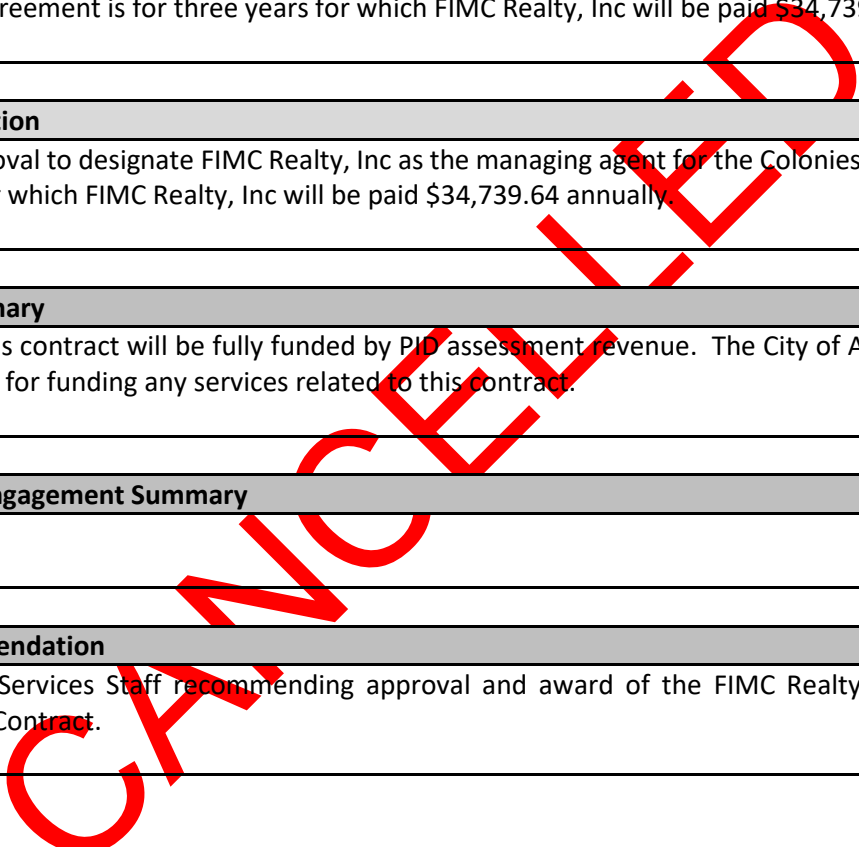 reement is for three years for which FIMC Realty, Inc will be paid $34,739
tion
oval to designate FIMC Realty, Inc as the managing agent for the Colonies
r which FIMC Realty, Inc will be paid $34,739.64 annually.
nary
s contract will be fully funded by PID assessment revenue. The City of A
for funding any services related to this contract.
ngagement Summary
endation
Services Staff recommending approval and award of the FIMC Realty
Contract.
CANCELLED